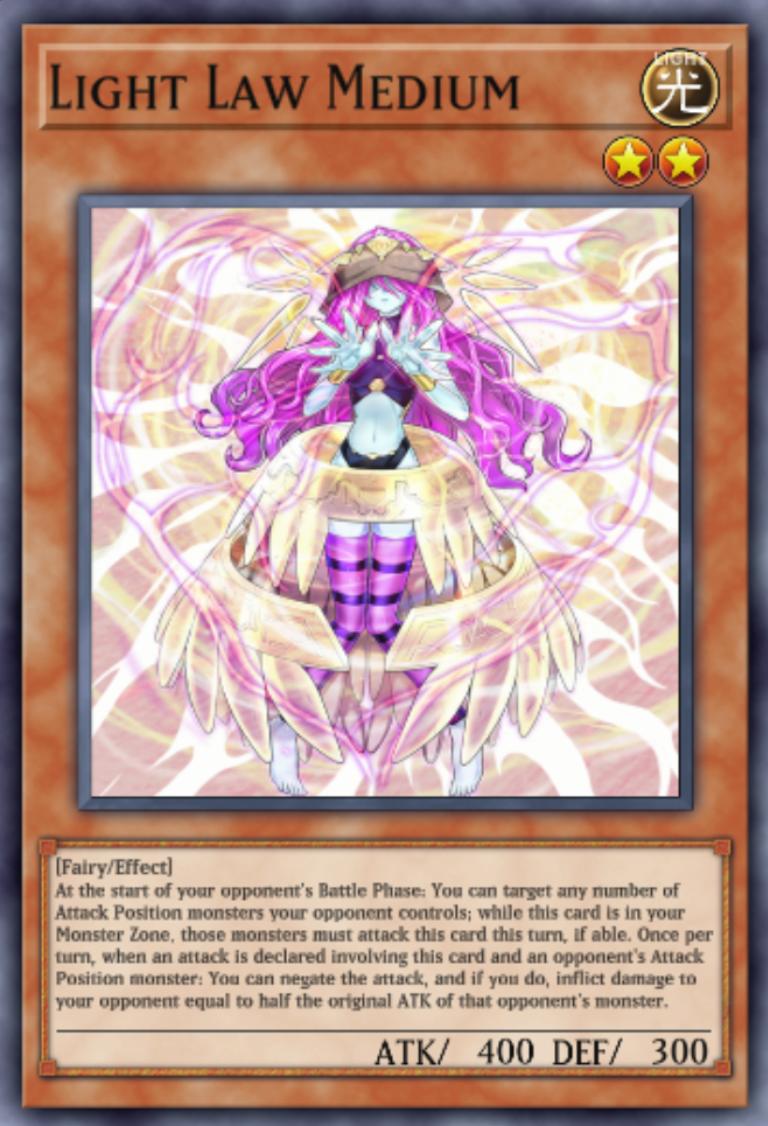 Light Law Medium
LIGHT
光
[Fairy/Effect]
At the start of your opponent's Battle Phase: You can target any number of
Attack Position monsters your opponent controls; while this card is in your
Monster Zone, those monsters must attack this card this turn, if able. Once per
turn, when an attack is declared involving this card and an opponent's Attack
Position monster: You can negate the attack, and if you do, inflict damage to
your opponent equal to half the original ATK of that opponent's monster.
ATK/ 400 DEF/ 300